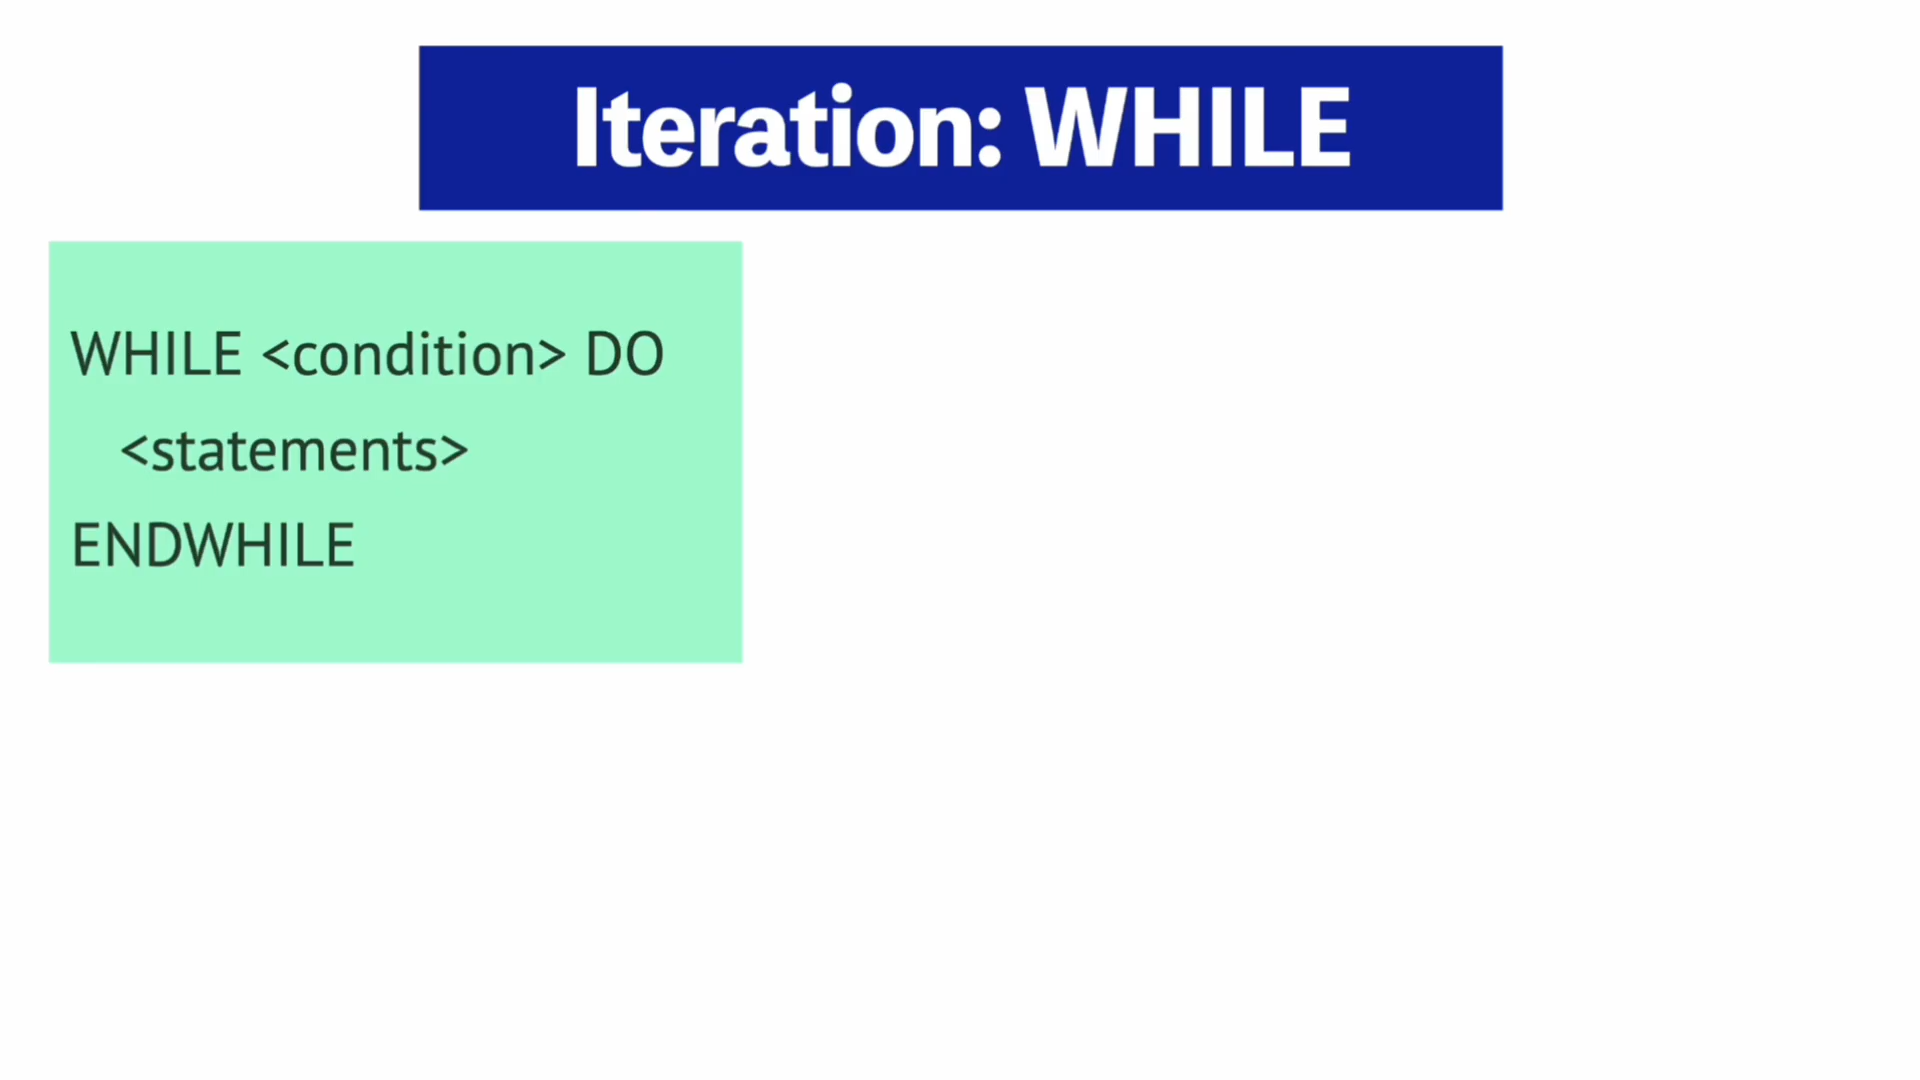 Iteration: WHILE
WHILE <condition> DO
<statements>
ENDWHILE